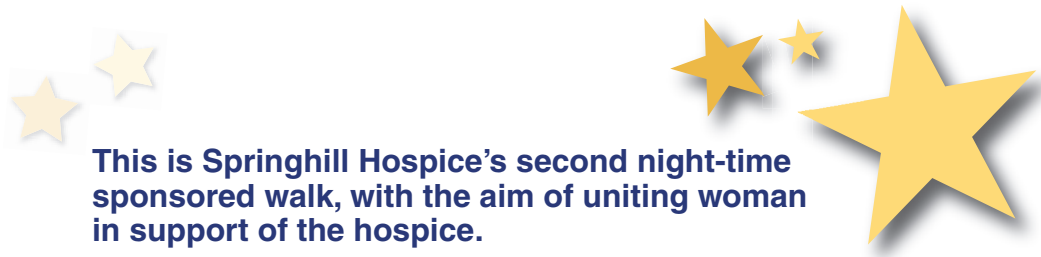 This is Springhill Hospice’s second night-time
sponsored walk, with the aim of uniting woman
in support of the hospice.